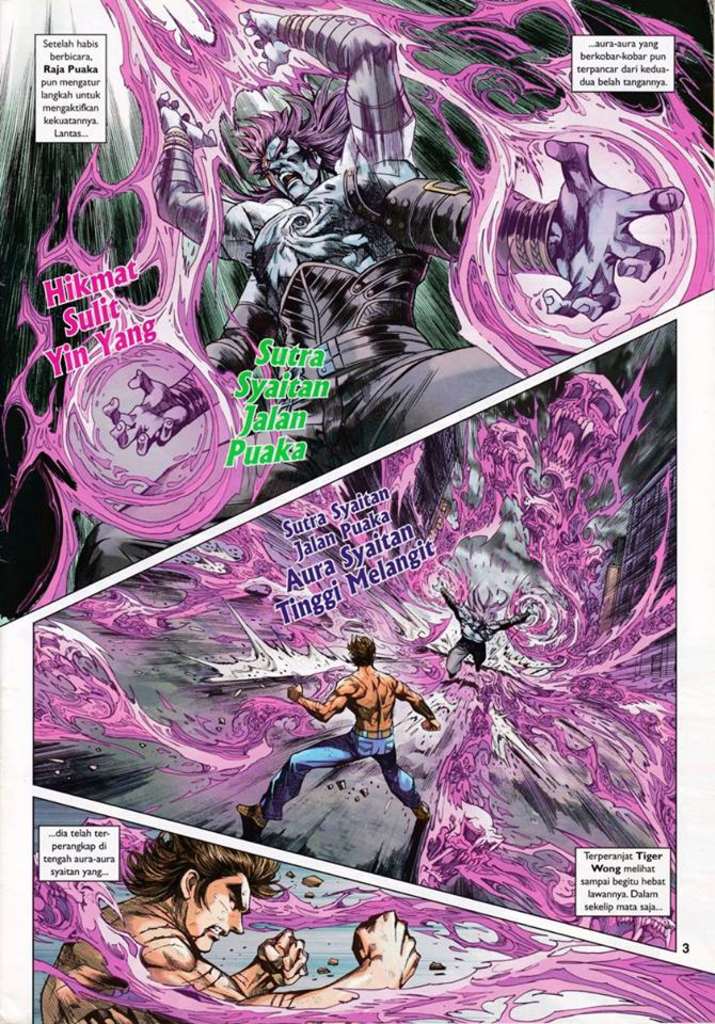 Setelah habis
berbicara,
Raja Puaka
pun mengatur
langkah untuk
mengaktifkan
kekuatannya.
Lantas...
...aura-aura yang
berkobar-kobar pun
terpancar dari kedua-
dua belah tangannya.
Hikmat
Sulit
Yin Yang
Sutra
Syaitan
Jalan
Puaka
Sutra Syaitan
Jalan Puaka
Aura Syaitan
Tinggi Melangit
Terperanjat Tiger
Wong melihat
sampai begitu hebat
lawannya. Dalam
sekelip mata saja...
...dia telah ter-
perangkap di
tengah aura-aura
syaitan yang...
3